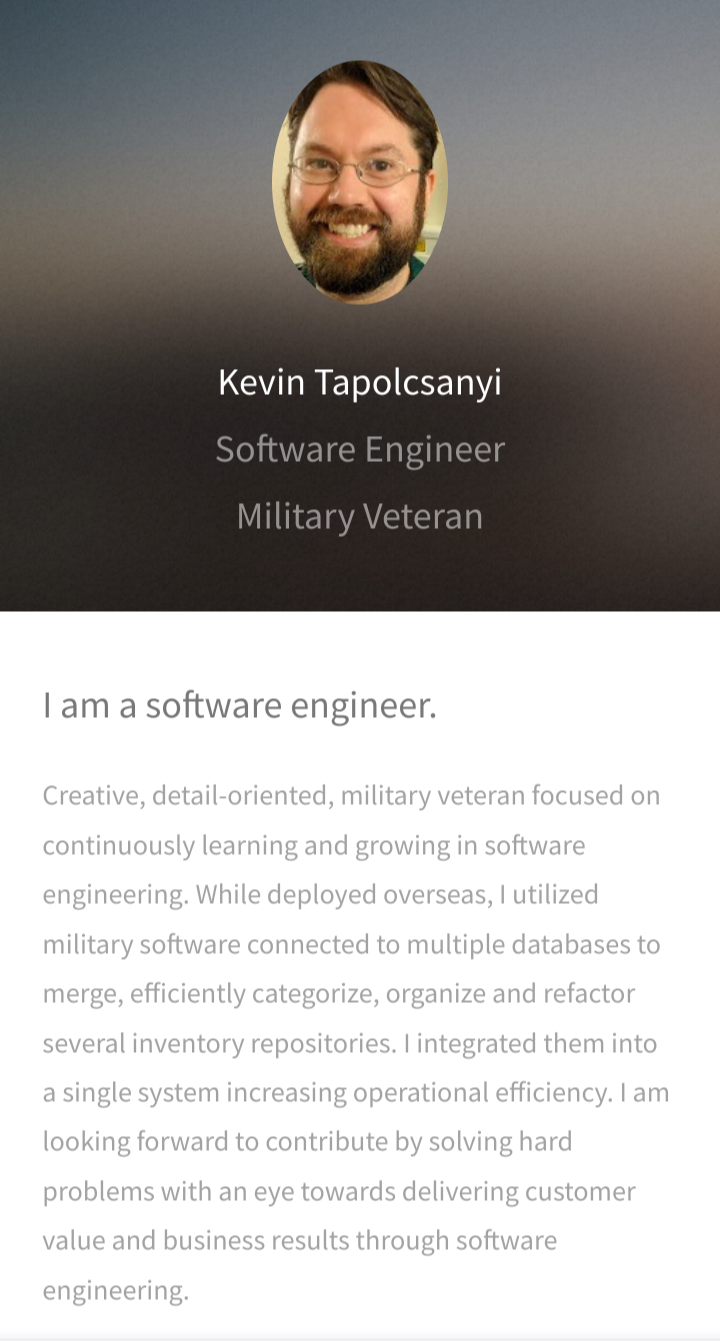 Kevin Tapolcsanyi
Software Engineer
Military Veteran
I am a software engineer.
Creative, detail-oriented, military veteran focused on
continuously learning and growing in software
engineering. While deployed overseas, I utilized
military software connected to multiple databases to
merge, efficiently categorize, organize and refactor
several inventory repositories. I integrated them into
a single system increasing operational efficiency. I am
looking forward to contribute by solving hard
problems with an eye towards delivering customer
value and business results through software
engineering.